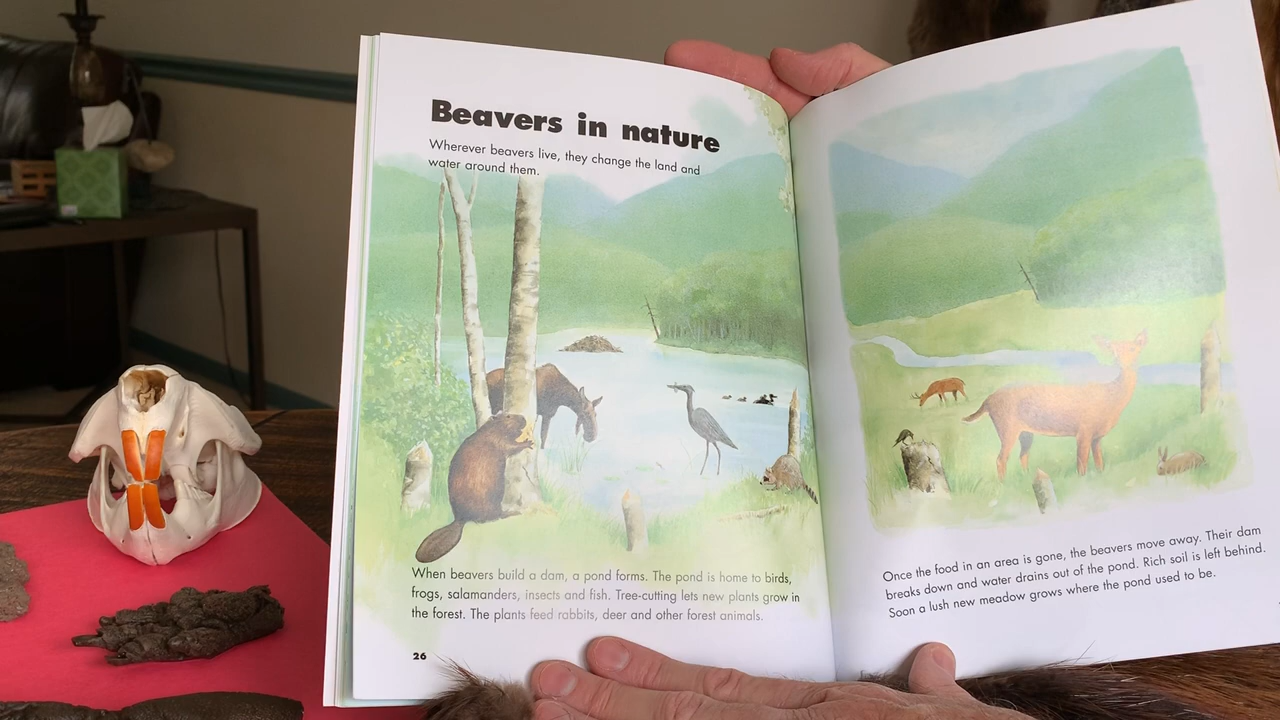 Beavers in nature
Wherever beavers live, they change the land and
water around them.
When beavers build a dam, a pond forms. The pond is home to birds,
frogs, salamanders, insects and fish. Tree-cutting lets new plants grow in
the forest. The plants feed rabbits, deer and other forest animals.
26
Once the food in an area is gone, the beavers move away. Their dam
breaks down and water drains out of the pond. Rich soil is left behind.
Soon a lush new meadow grows where the pond used to be.